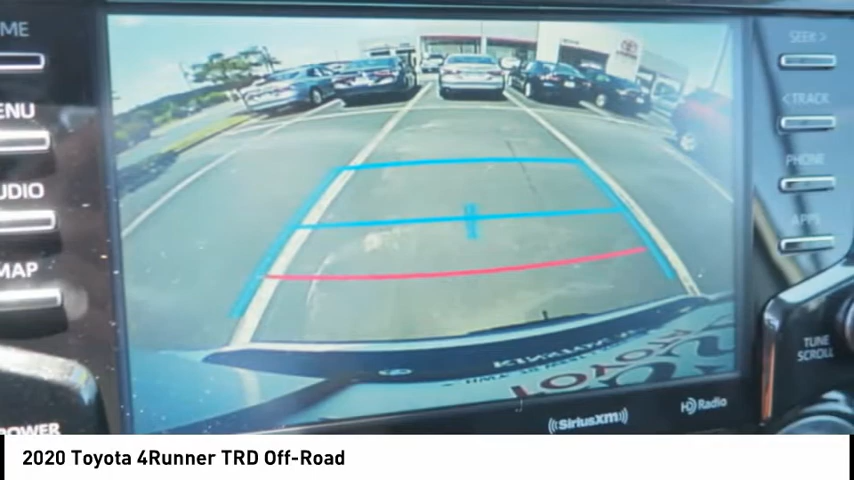 ME
SEEK >
ENU
< TRACK
UDIO
PHONE
APPS
MAP
TUNE
SCROLL
TOYOTA
POWER
SiriusXM
HD Radio
2020 Toyota 4Runner TRD Off-Road